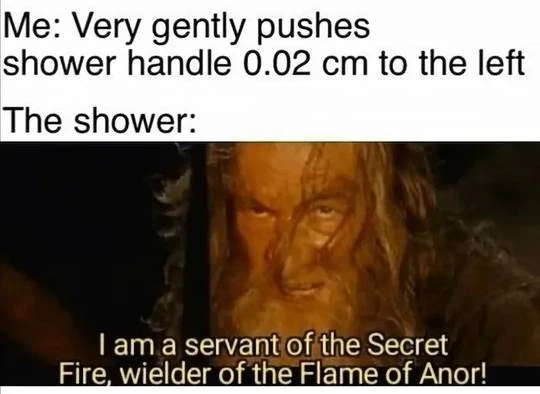 Me: Very gently pushes
shower handle 0.02 cm to the left
The shower:
I am a servant of the Secret
Fire, wielder of the Flame of Anor!